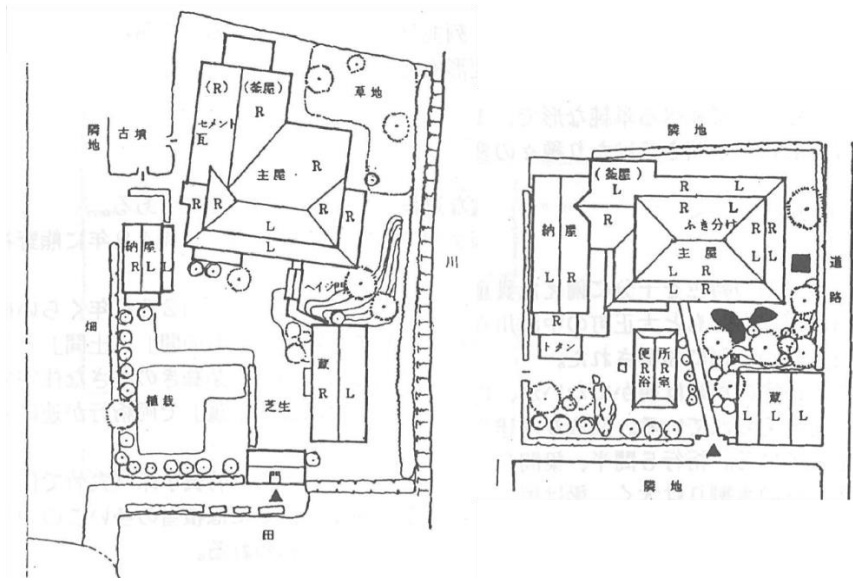 隣地
古墳
(R)
セメント瓦
(釜屋)
R
主屋
R
R
R
L
L
R
R
草地
納屋
R L L
ヘイジ門
蔵
R L
畑
植栽
芝生
門
田
川
隣地
(釜屋)
L
R L
R L
R
ふき分け
R R
主屋
R
L L
L R
納屋
L R
トタン
便 所
R R
浴 室
蔵
L L L
道路
隣地